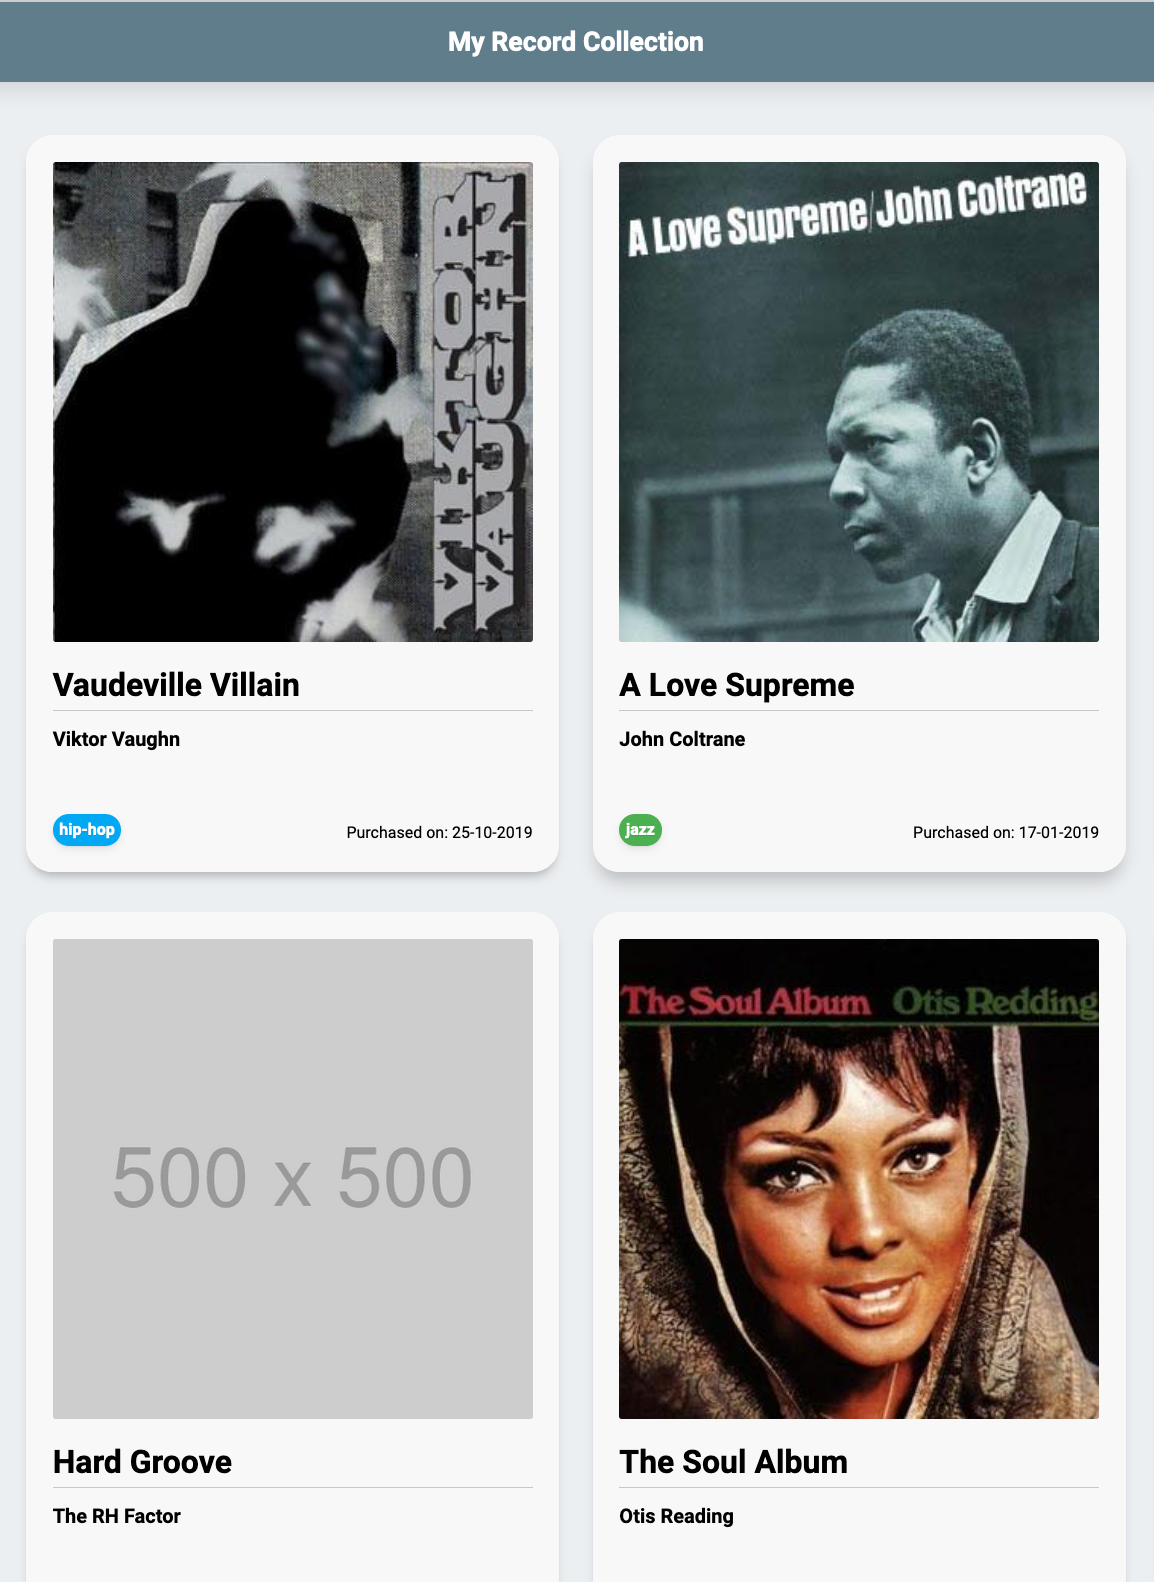 My Record Collection
VIKTOR
VAUGHN
Vaudeville Villain
Viktor Vaughn
hip-hop
Purchased on: 25-10-2019
A Love Supreme/John Coltrane
A Love Supreme
John Coltrane
jazz
Purchased on: 17-01-2019
500 x 500
Hard Groove
The RH Factor
The Soul Album Otis Redding
The Soul Album
Otis Reading